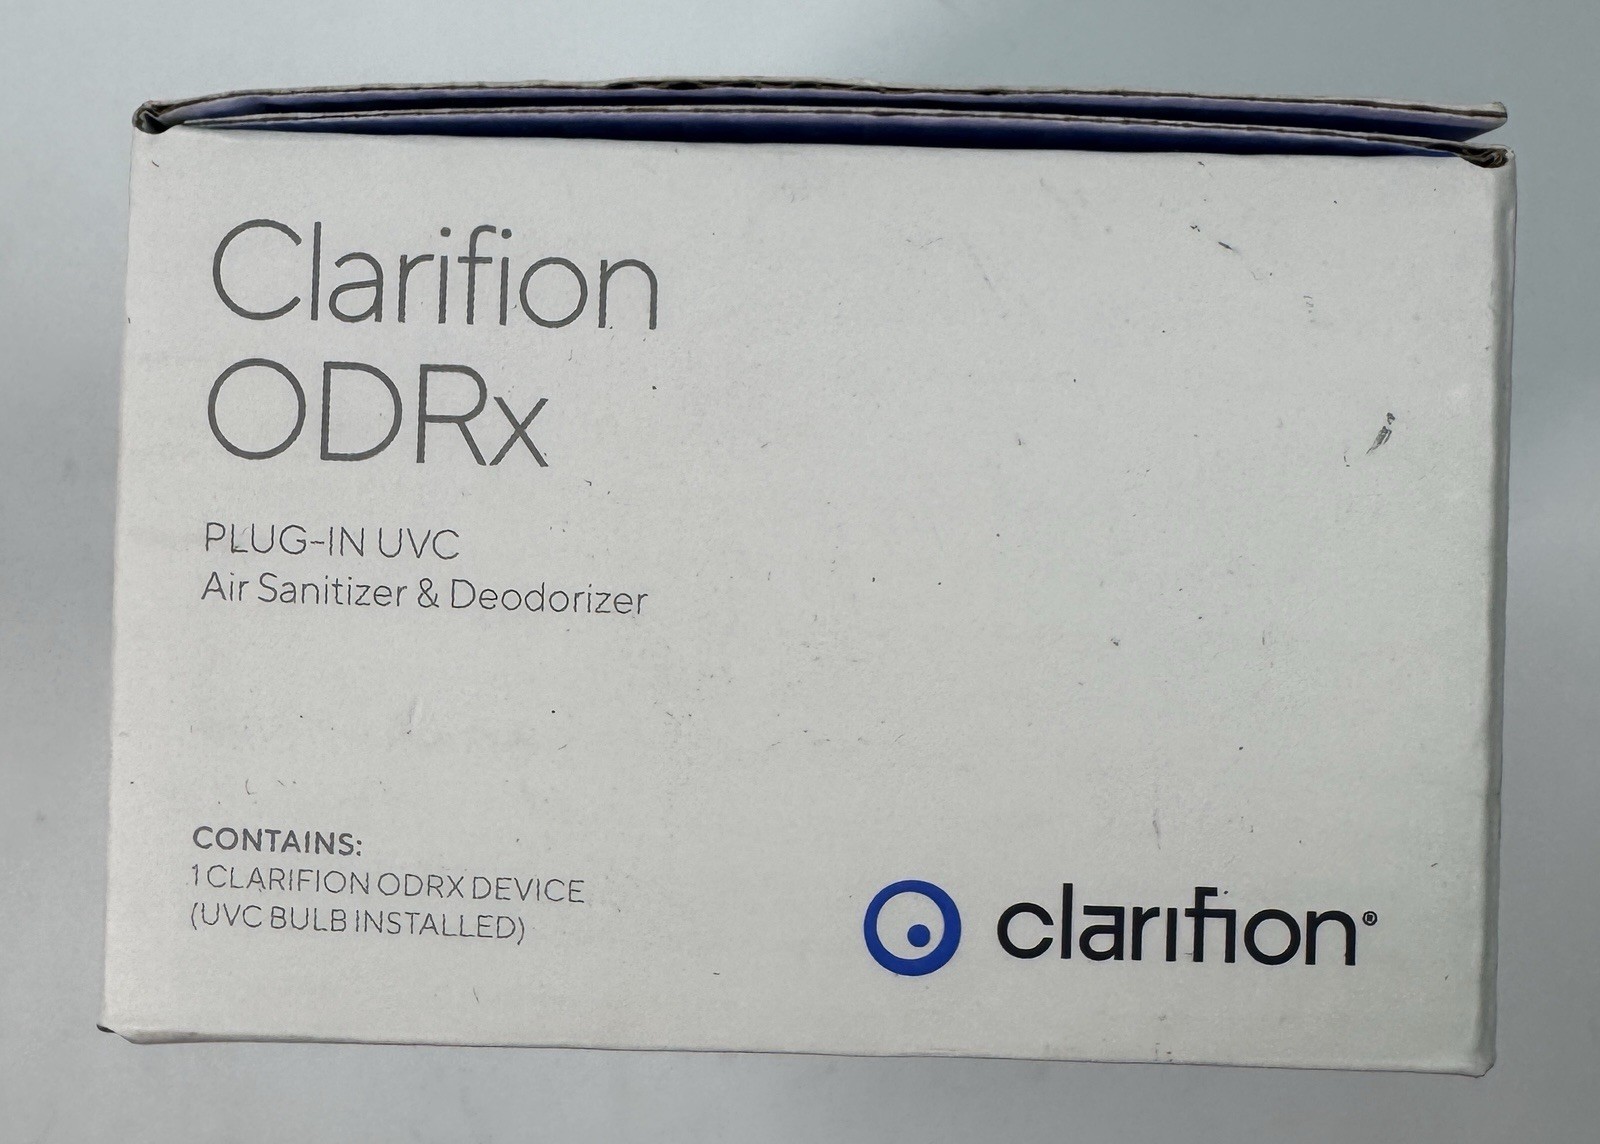 Clarifion
ODRx
PLUG-IN UVC
Air Sanitizer & Deodorizer
CONTAINS:
1 CLARIFION ODRX DEVICE
(UVC BULB INSTALLED)
clarifion®